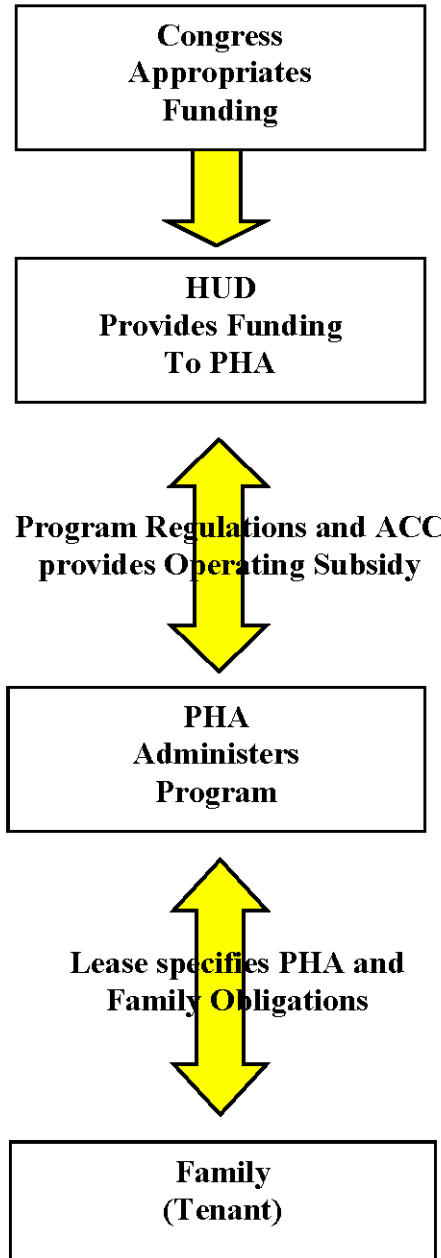 Congress
Appropriates
Funding
HUD
Provides Funding
To PHA
Program Regulations and ACC
provides Operating Subsidy
PHA
Administers
Program
Lease specifies PHA and
Family Obligations
Family
(Tenant)